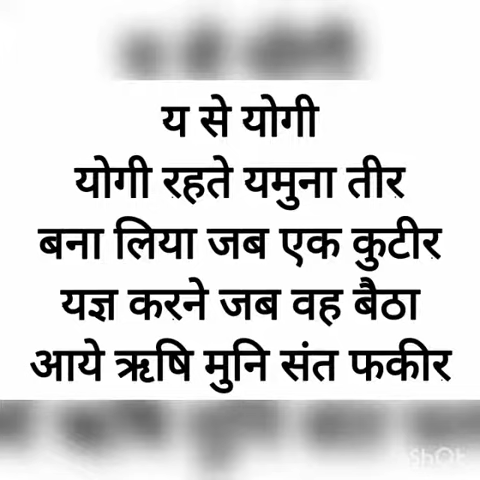 य से योगी
योगी रहते यमुना तीर
बना लिया जब एक कुटीर
यज्ञ करने जब वह बैठा
आये ऋषि मुनि संत फकीर